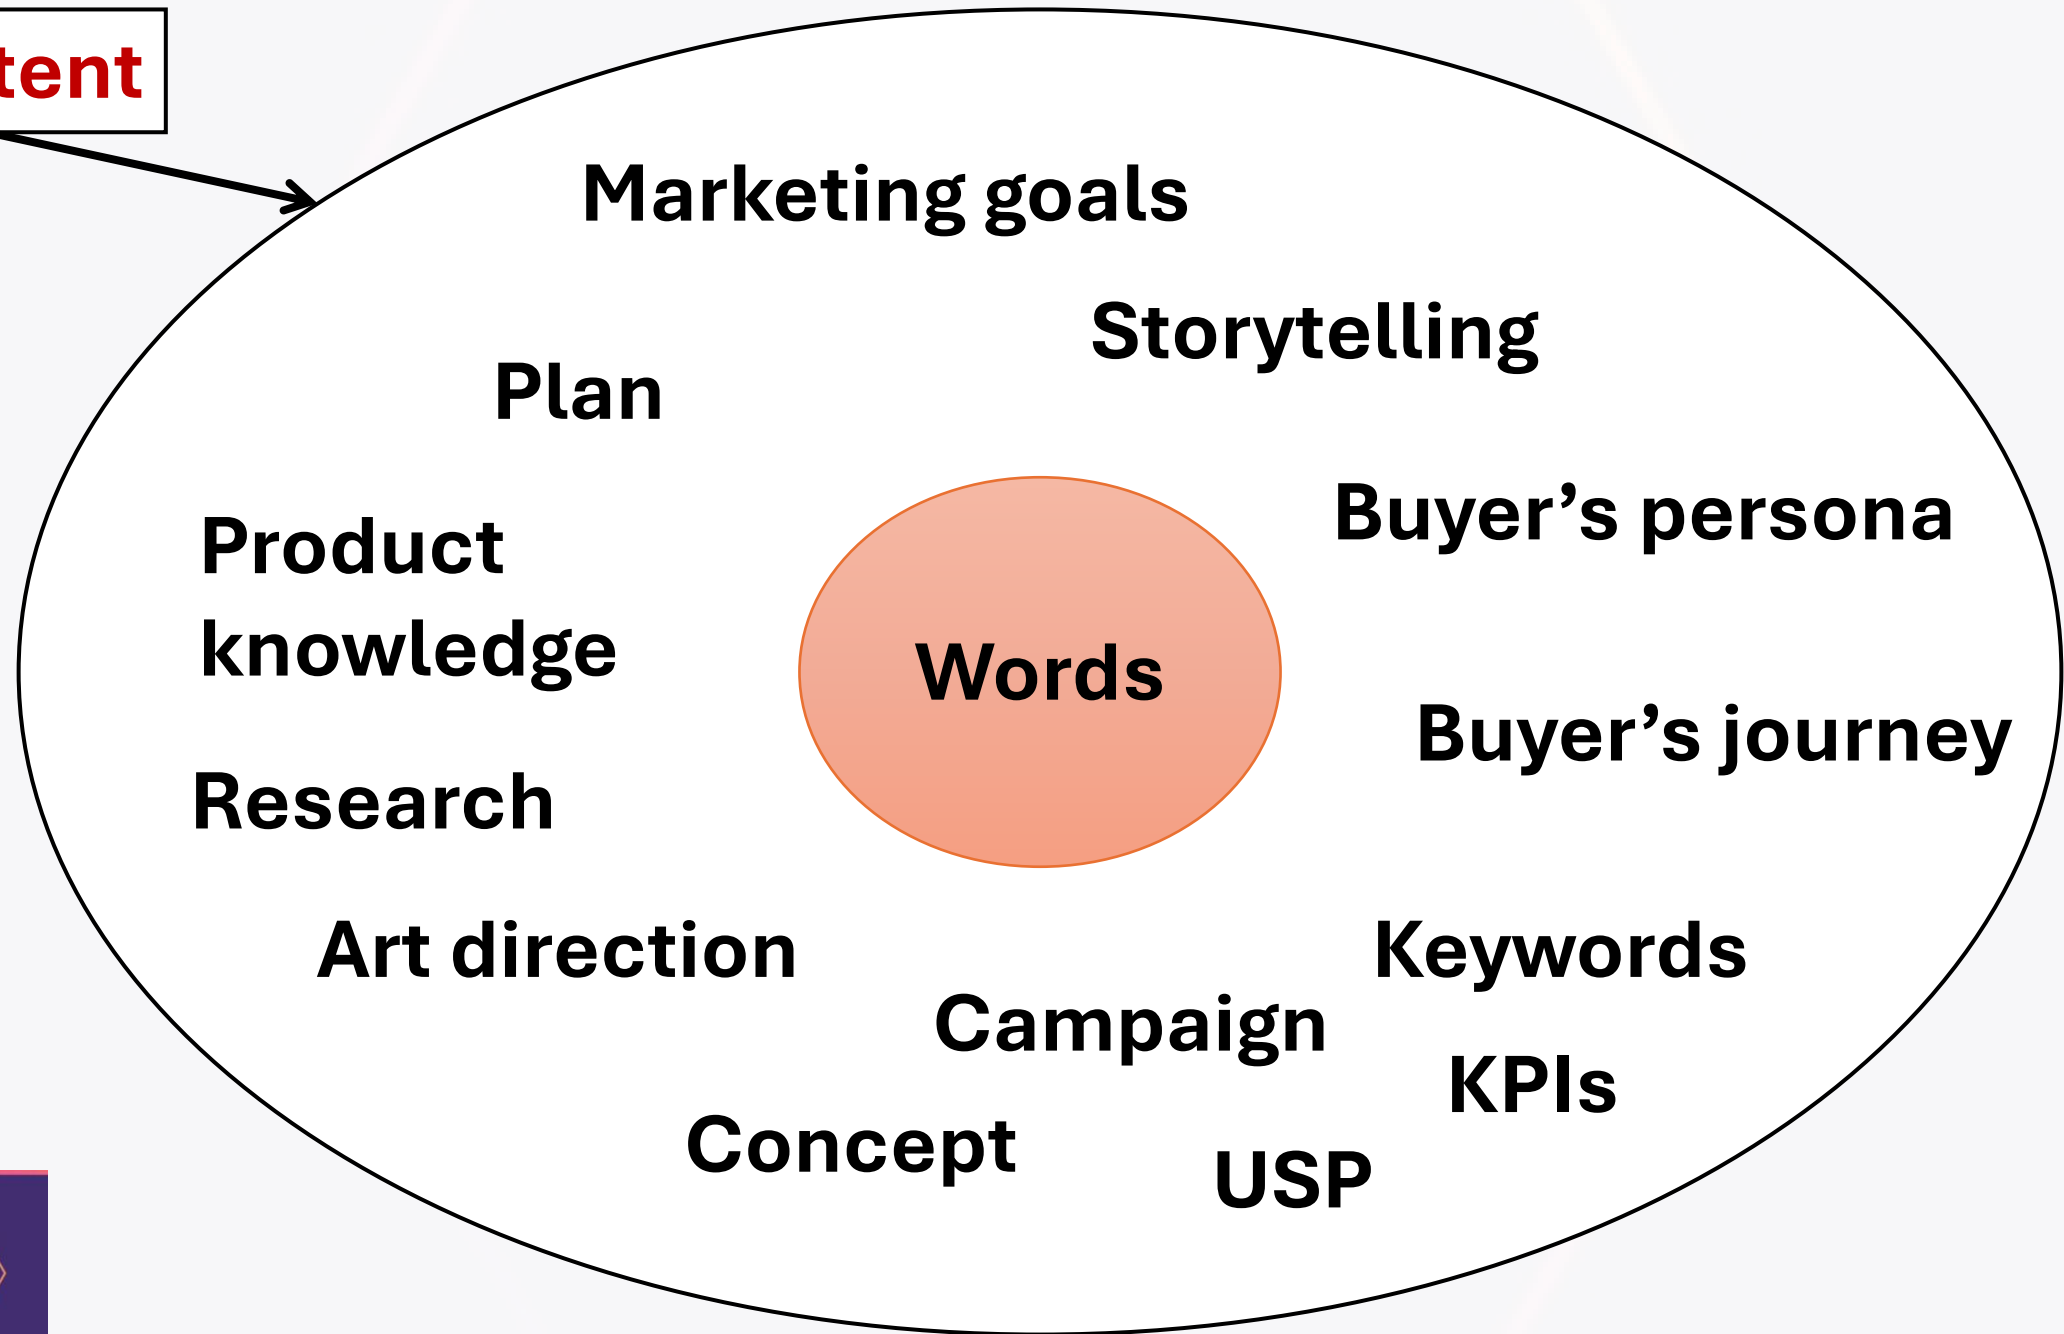 tent
Marketing goals
Storytelling
Plan
Buyer’s persona
Product
knowledge
Words
Buyer’s journey
Research
Art direction
Keywords
Campaign
KPIs
Concept
USP